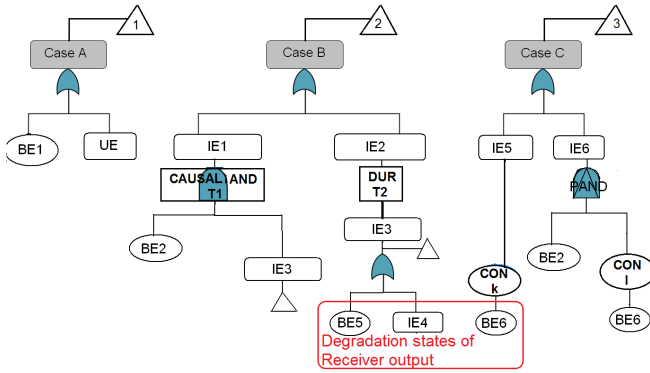 1
2
3
Case A
Case B
Case C
BE1
UE
IE1
IE2
IE5
IE6
CAUSAL AND
T1
DUR
T2
PAND
BE2
IE3
IE3
BE2
CON
k
CON
l
BE5
IE4
BE6
BE6
Degradation states of
Receiver output